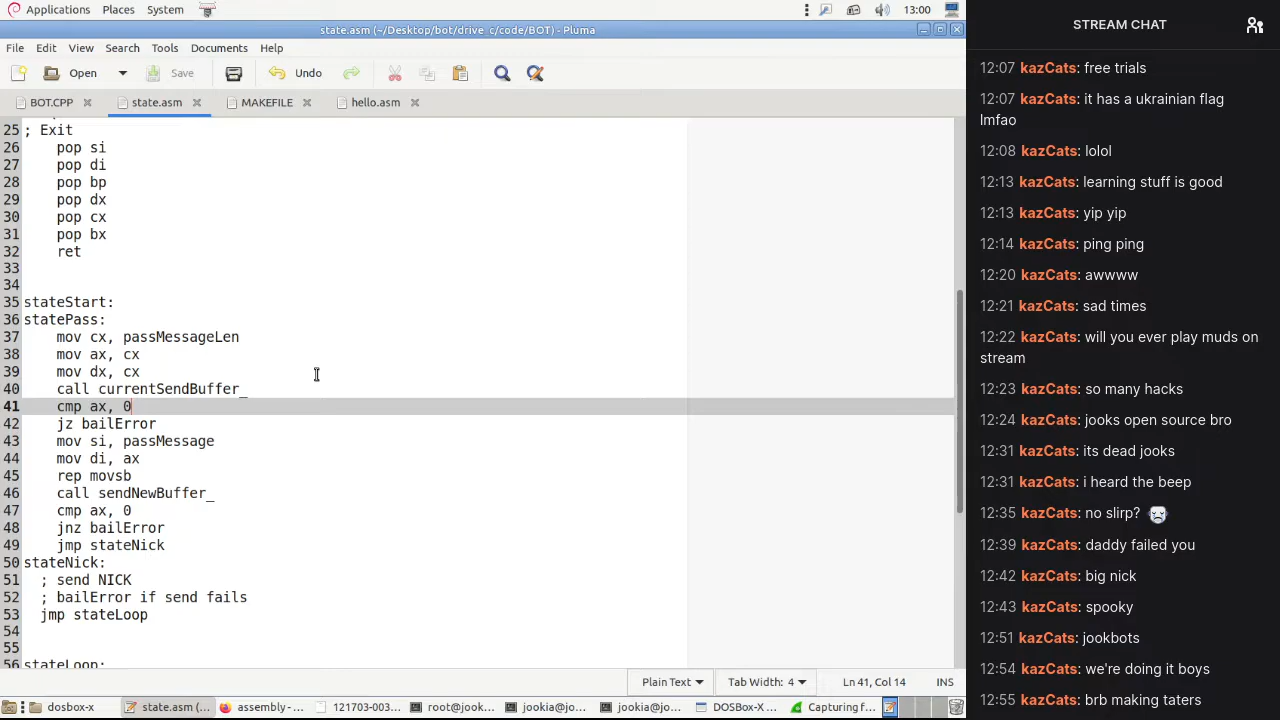 Applications Places System 13:00
state.asm (~/Desktop/bot/drive_c/code/BOT) - Pluma
File Edit View Search Tools Documents Help
Open Save Undo
BOT.CPP state.asm MAKEFILE hello.asm
25 ; Exit
26 pop si
27 pop di
28 pop bp
29 pop dx
30 pop cx
31 pop bx
32 ret
33
34
35 stateStart:
36 statePass:
37 mov cx, passMessageLen
38 mov ax, cx
39 mov dx, cx
40 call currentSendBuffer_
41 cmp ax, 0
42 jz bailError
43 mov si, passMessage
44 mov di, ax
45 rep movsb
46 call sendNewBuffer_
47 cmp ax, 0
48 jnz bailError
49 jmp stateNick
50 stateNick:
51 ; send NICK
52 ; bailError if send fails
53 jmp stateLoop
54
55
56 stateLoop:
Plain Text Tab Width: 4 Ln 41, Col 14 INS
dosbox-x state.asm (... assembly -... 121703-003... root@jook... jookia@jo... jookia@jo... DOSBox-X ... Capturing f...
STREAM CHAT
12:07 kazCats: free trials
12:07 kazCats: it has a ukrainian flag
lmfao
12:08 kazCats: lolol
12:13 kazCats: learning stuff is good
12:13 kazCats: yip yip
12:14 kazCats: ping ping
12:20 kazCats: awwww
12:21 kazCats: sad times
12:22 kazCats: will you ever play muds on
stream
12:23 kazCats: so many hacks
12:24 kazCats: jooks open source bro
12:31 kazCats: its dead jooks
12:31 kazCats: i heard the beep
12:35 kazCats: no slirp?
12:39 kazCats: daddy failed you
12:42 kazCats: big nick
12:43 kazCats: spooky
12:51 kazCats: jookbots
12:54 kazCats: we're doing it boys
12:55 kazCats: brb making taters